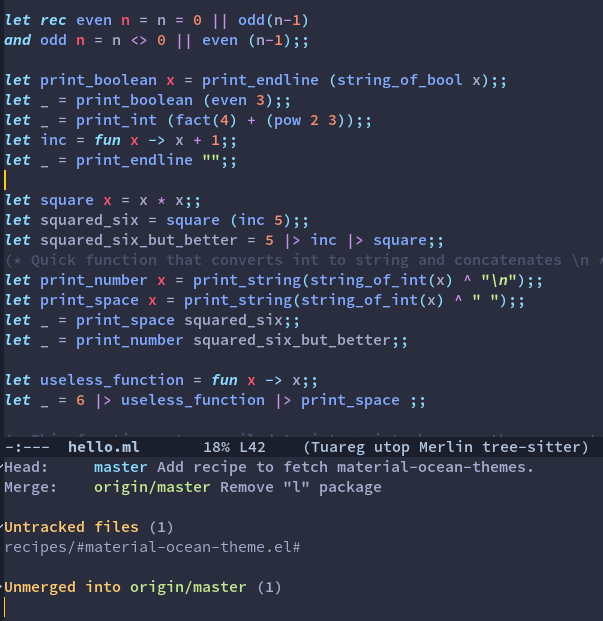 let rec even n = n = 0 || odd(n-1)
and odd n = n <> 0 || even (n-1);;
let print_boolean x = print_endline (string_of_bool x);;
let _ = print_boolean (even 3);;
let _ = print_int (fact(4) + (pow 2 3));;
let inc = fun x -> x + 1;;
let _ = print_endline "";;
let square x = x * x;;
let squared_six = square (inc 5);;
let squared_six_but_better = 5 |> inc |> square;;
(* Quick function that converts int to string and concatenates \n *
let print_number x = print_string(string_of_int(x) ^ "\n");;
let print_space x = print_string(string_of_int(x) ^ " ");;
let _ = print_space squared_six;;
let _ = print_number squared_six_but_better;;
let useless_function = fun x -> x;;
let _ = 6 |> useless_function |> print_space ;;
-:--- hello.ml 18% L42 (Tuareg utop Merlin tree-sitter)
Head: master Add recipe to fetch material-ocean-themes.
Merge: origin/master Remove "l" package
Untracked files (1)
recipes/#material-ocean-theme.el#
Unmerged into origin/master (1)